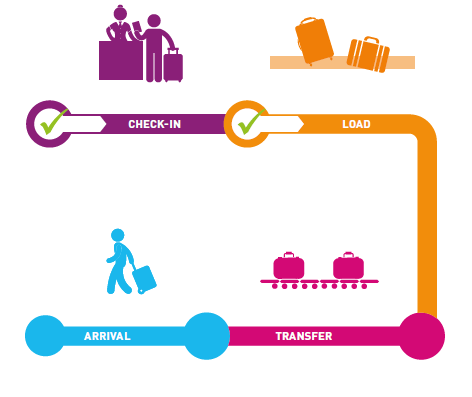 CHECK-IN
LOAD
ARRIVAL
TRANSFER